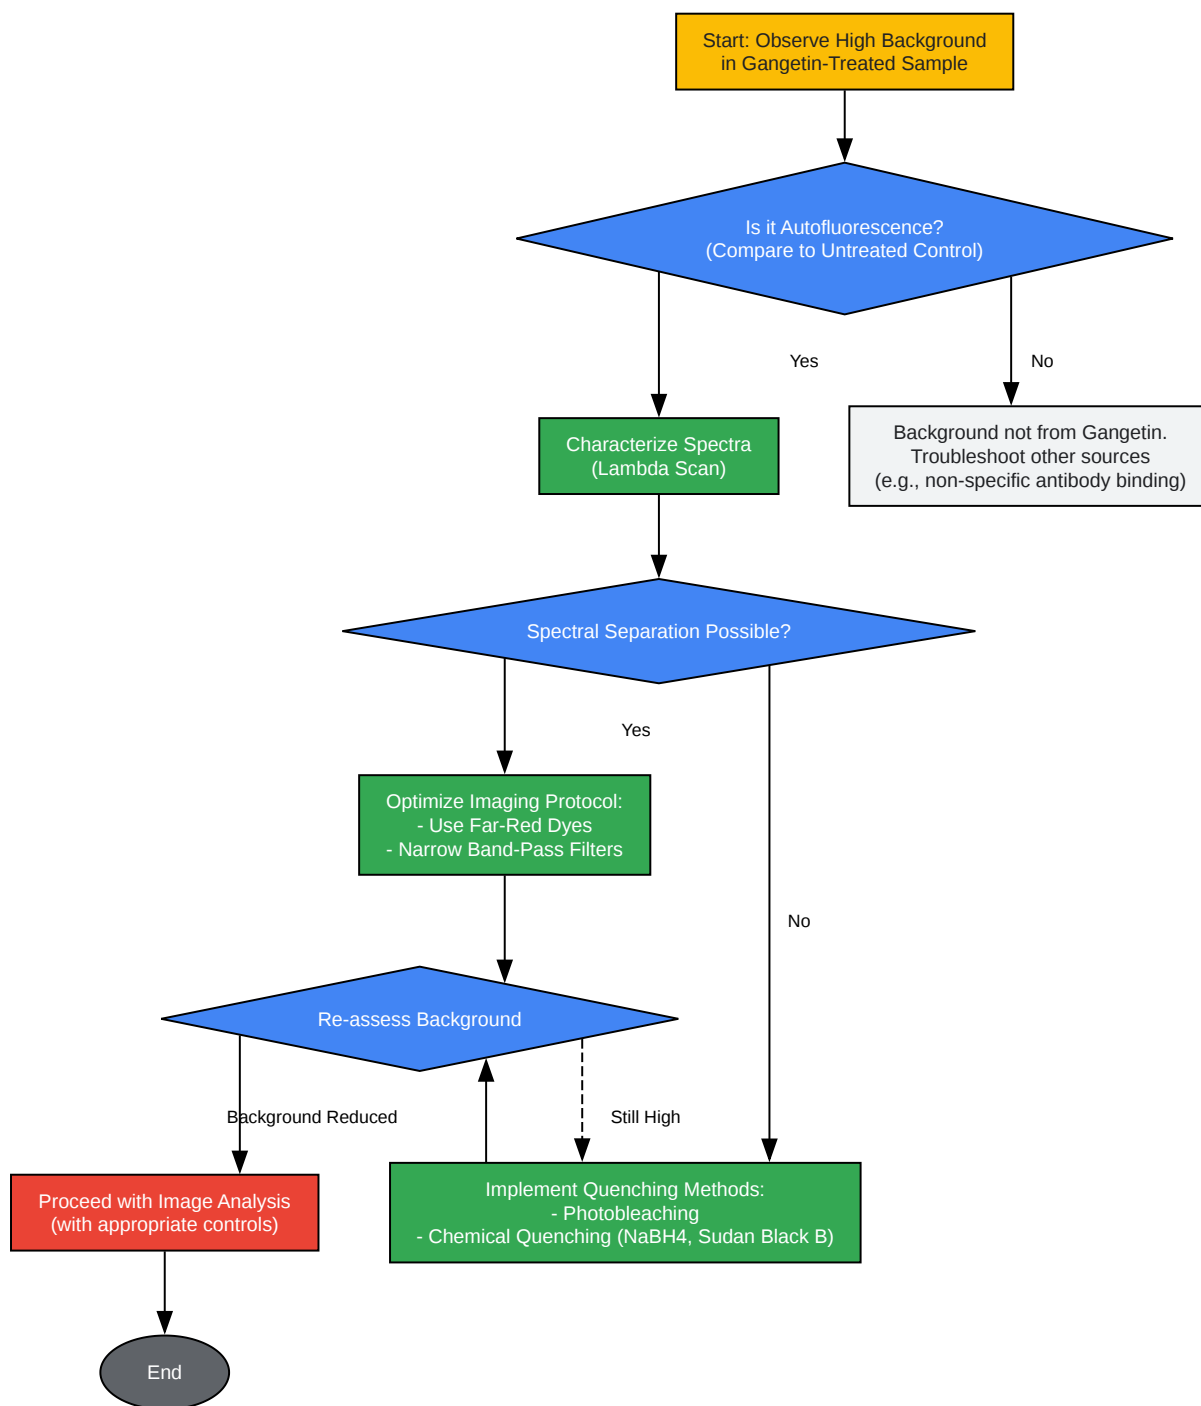 Start: Observe High Background
in Gangetin-Treated Sample
Is it Autofluorescence?
(Compare to Untreated Control)
Yes
No
Characterize Spectra
(Lambda Scan)
Background not from Gangetin.
Troubleshoot other sources
(e.g., non-specific antibody binding)
Spectral Separation Possible?
Yes
Optimize Imaging Protocol:
- Use Far-Red Dyes
- Narrow Band-Pass Filters
No
Re-assess Background
Background Reduced
Still High
Proceed with Image Analysis
(with appropriate controls)
Implement Quenching Methods:
- Photobleaching
- Chemical Quenching (NaBH4, Sudan Black B)
End